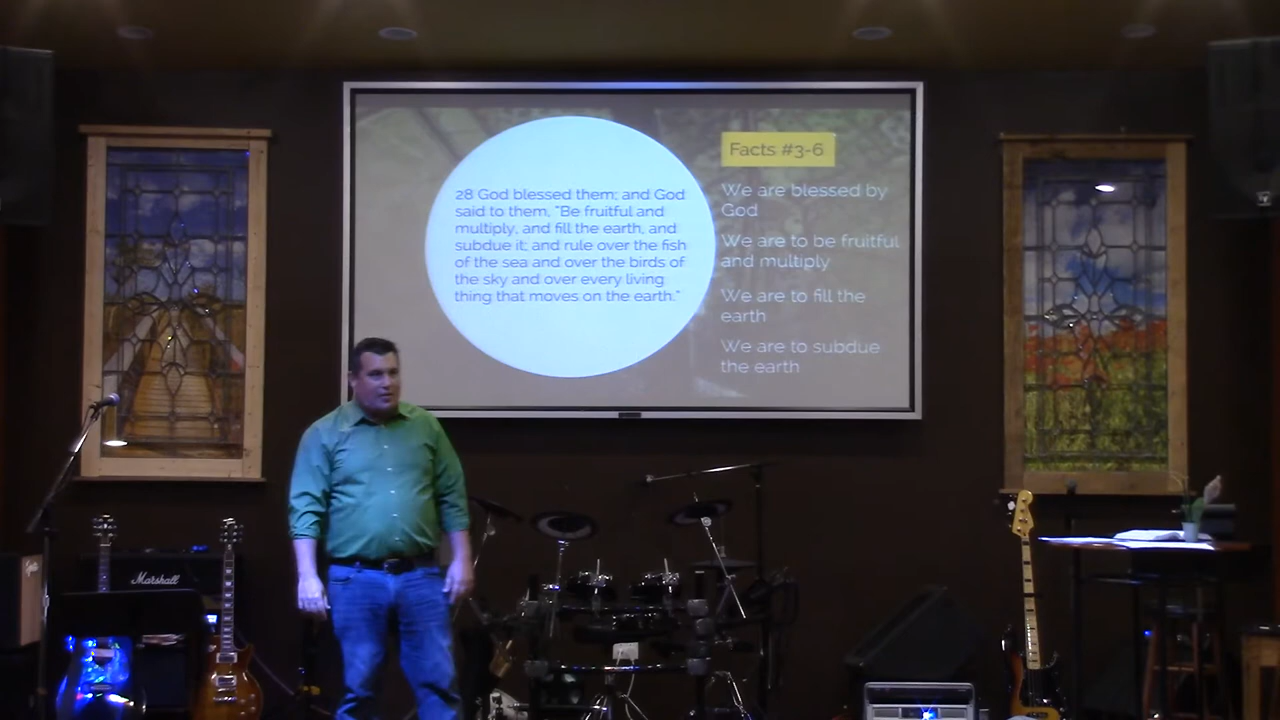 28 God blessed them; and God
said to them, "Be fruitful and
multiply, and fill the earth, and
subdue it; and rule over the fish
of the sea and over the birds of
the sky and over every living
thing that moves on the earth."
Facts #3-6
We are blessed by
God
We are to be fruitful
and multiply
We are to fill the
earth
We are to subdue
the earth
Marshall